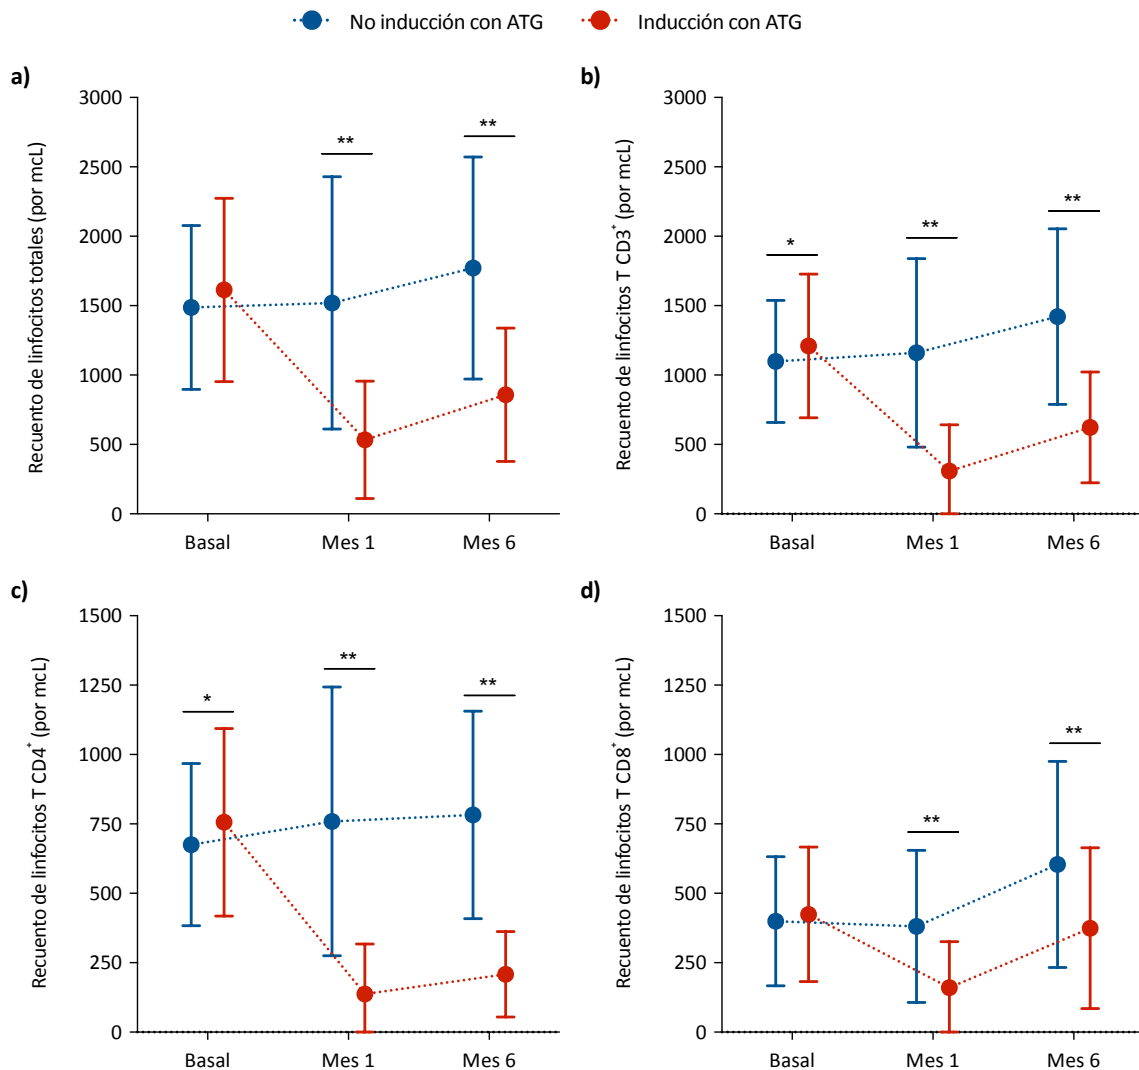 No inducción con ATG Inducción con ATG
a)
Recuento de linfocitos totales (por mcL)
3000
2500
2000
1500
1000
500
0
** **
Basal Mes 1 Mes 6
b)
Recuento de linfocitos T CD3+ (por mcL)
3000
2500
2000
1500
1000
500
0
* ** **
Basal Mes 1 Mes 6
c)
Recuento de linfocitos T CD4+ (por mcL)
1500
1250
1000
750
500
250
0
* ** **
Basal Mes 1 Mes 6
d)
Recuento de linfocitos T CD8+ (por mcL)
1500
1250
1000
750
500
250
0
** **
Basal Mes 1 Mes 6